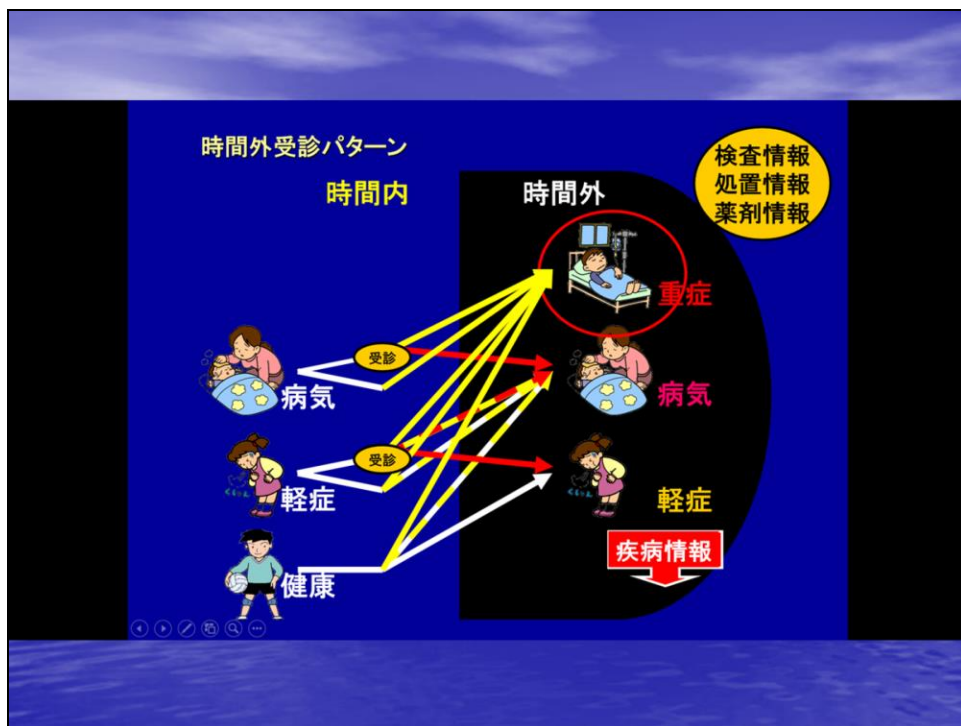 時間外受診パターン
時間内
時間外
検査情報
処置情報
薬剤情報
重症
受診
病気
病気
受診
軽症
軽症
疾病情報
健康